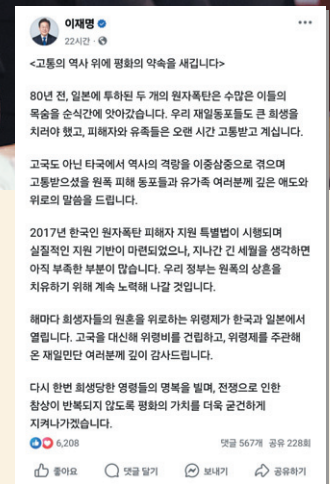 이재명
22시간 ·
<고통의 역사 위에 평화의 약속을 새깁니다>
80년 전, 일본에 투하된 두 개의 원자폭탄은 수많은 이들의
목숨을 순식간에 앗아갔습니다. 우리 재일동포들도 큰 희생을
치러야 했고, 피해자와 유족들은 오랜 시간 고통받고 계십니다.
고국도 아닌 타국에서 역사의 격랑을 이중삼중으로 겪으며
고통받으셨을 원폭 피해 동포들과 유가족 여러분께 깊은 애도와
위로의 말씀을 드립니다.
2017년 한국인 원자폭탄 피해자 지원 특별법이 시행되며
실질적인 지원 기반이 마련되었으나, 지나간 긴 세월을 생각하면
아직 부족한 부분이 많습니다. 우리 정부는 원폭의 상흔을
치유하기 위해 계속 노력해 나갈 것입니다.
해마다 희생자들의 원혼을 위로하는 위령제가 한국과 일본에서
열립니다. 고국을 대신해 위령비를 건립하고, 위령제를 주관해
온 재일민단 여러분께 깊이 감사드립니다.
다시 한번 희생당한 영령들의 명복을 빌며, 전쟁으로 인한
참상이 반복되지 않도록 평화의 가치를 더욱 굳건하게
지켜나가겠습니다.
6,208 댓글 567개 공유 228회
좋아요 댓글 달기 보내기 공유하기